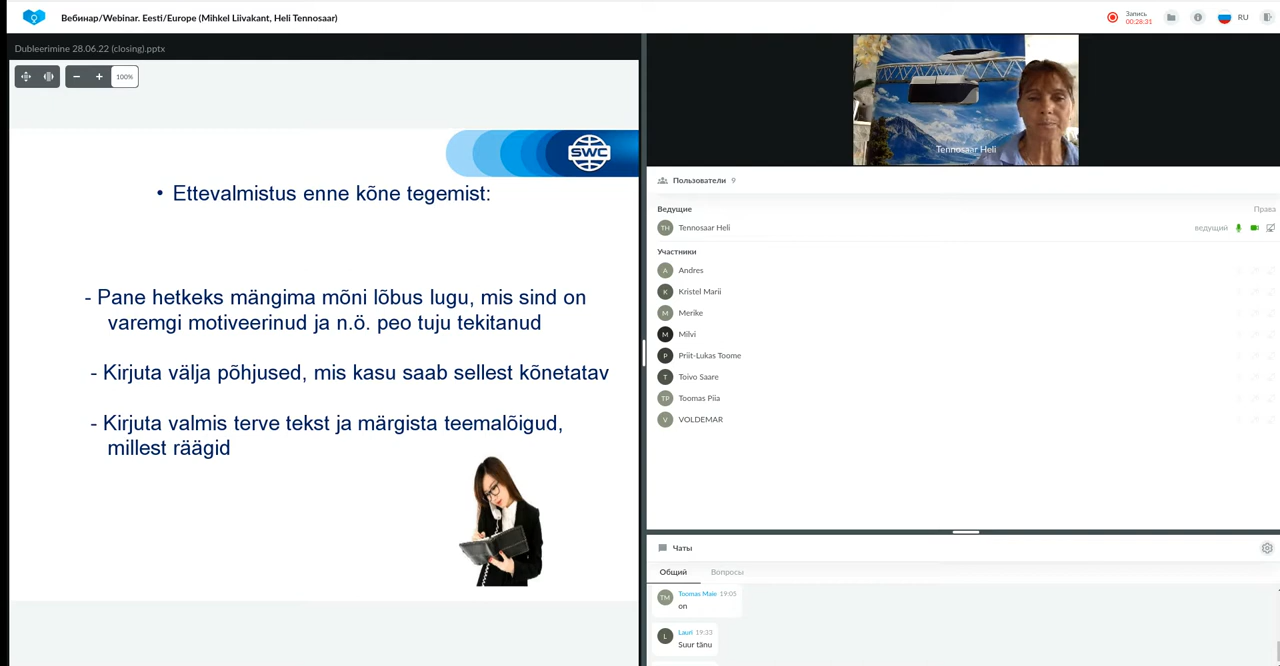 Вебинар/Webinar. Eesti/Europe (Mihkel Liivakant, Heli Tennosaar)
Запись
00:28:31
RU
Dubleerimine 28.06.22 (closing).pptx
100%
SWC
• Ettevalmistus enne kõne tegemist:
- Pane hetkeks mängima mõni lõbus lugu, mis sind on
varemgi motiveerinud ja n.ö. peo tuju tekitanud
- Kirjuta välja põhjused, mis kasu saab sellest kõnetatav
- Kirjuta valmis terve tekst ja märgista teemalõigud,
millest räägid
Tennosaar Heli
Пользователи 9
Ведущие Права
TH Tennosaar Heli ведущий
Участники
A Andres
K Kristel Marii
M Merike
M Milvi
P Priit-Lukas Toome
T Toivo Saare
TP Toomas Piia
V VOLDEMAR
Чаты
Общий Вопросы
TM Toomas Maie 19:05
on
L Lauri 19:33
Suur tänu